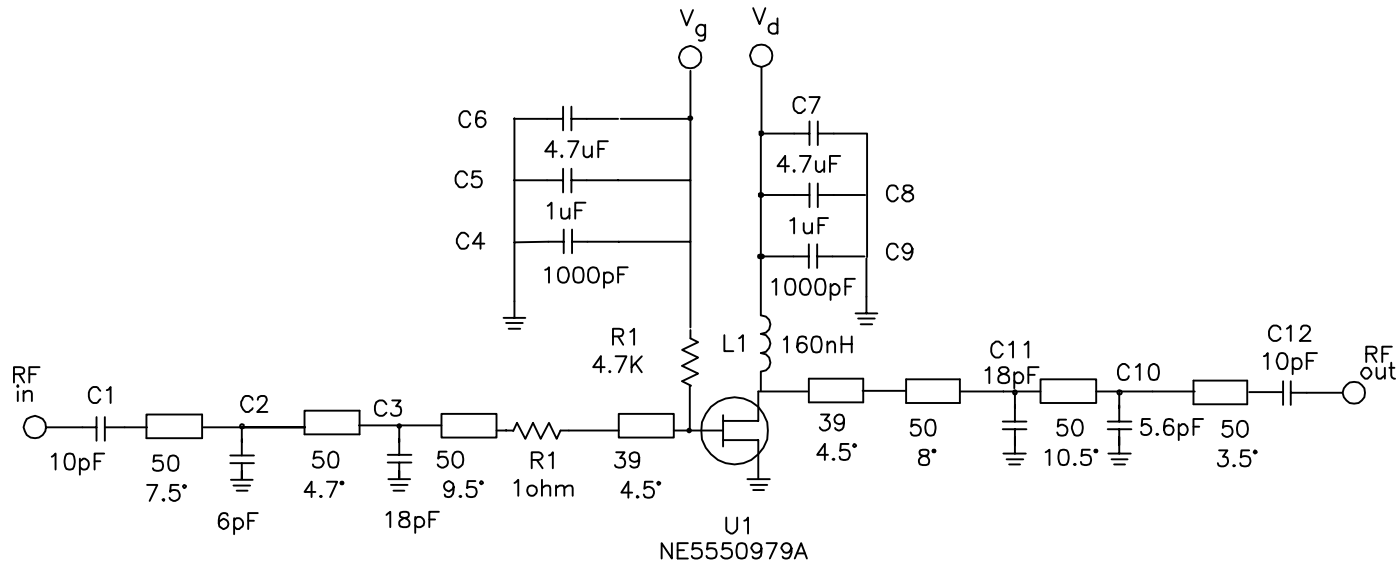 Vg
Vd
C6
4.7uF
C5
1uF
C4
1000pF
C7
4.7uF
C8
1uF
C9
1000pF
R1
4.7K
L1
160nH
RF
in
C1
10pF
50
7.5°
C2
6pF
50
4.7°
C3
18pF
50
9.5°
R1
1ohm
39
4.5°
U1
NE5550979A
39
4.5°
50
8°
C11
18pF
50
10.5°
C10
5.6pF
50
3.5°
C12
10pF
RF
out